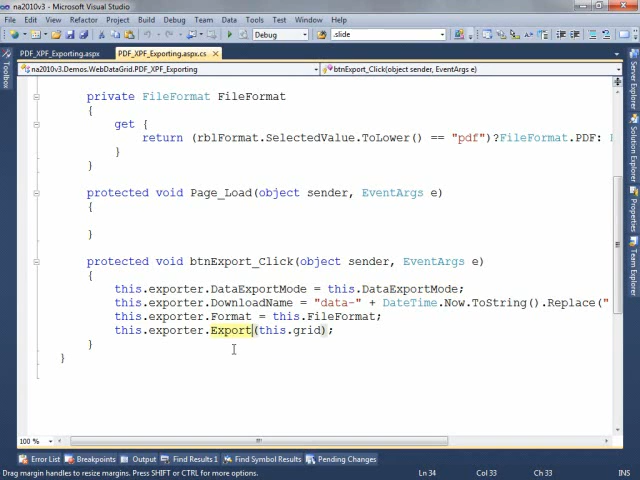 na2010v3 - Microsoft Visual Studio
File Edit View Refactor Project Build Debug Team Data Tools Test Window Help
Debug .slide
PDF_XPF_Exporting.aspx PDF_XPF_Exporting.aspx.cs
na2010v3.Demos.WebDataGrid.PDF_XPF_Exporting btnExport_Click(object sender, EventArgs e)
private FileFormat FileFormat
{
get {
return (rblFormat.SelectedValue.ToLower() == "pdf")?FileFormat.PDF:
}
}
protected void Page_Load(object sender, EventArgs e)
{
}
protected void btnExport_Click(object sender, EventArgs e)
{
this.exporter.DataExportMode = this.DataExportMode;
this.exporter.DownloadName = "data-" + DateTime.Now.ToString().Replace("
this.exporter.Format = this.FileFormat;
this.exporter.Export(this.grid);
}
}
Toolbox
Server Explorer
Solution Explorer
Properties
Team Explorer
100 %
Error List Breakpoints Output Find Results 1 Find Symbol Results Pending Changes
Drag margin handles to resize margins. Press SHIFT or CTRL for more options. Ln 34 Col 33 Ch 33 INS